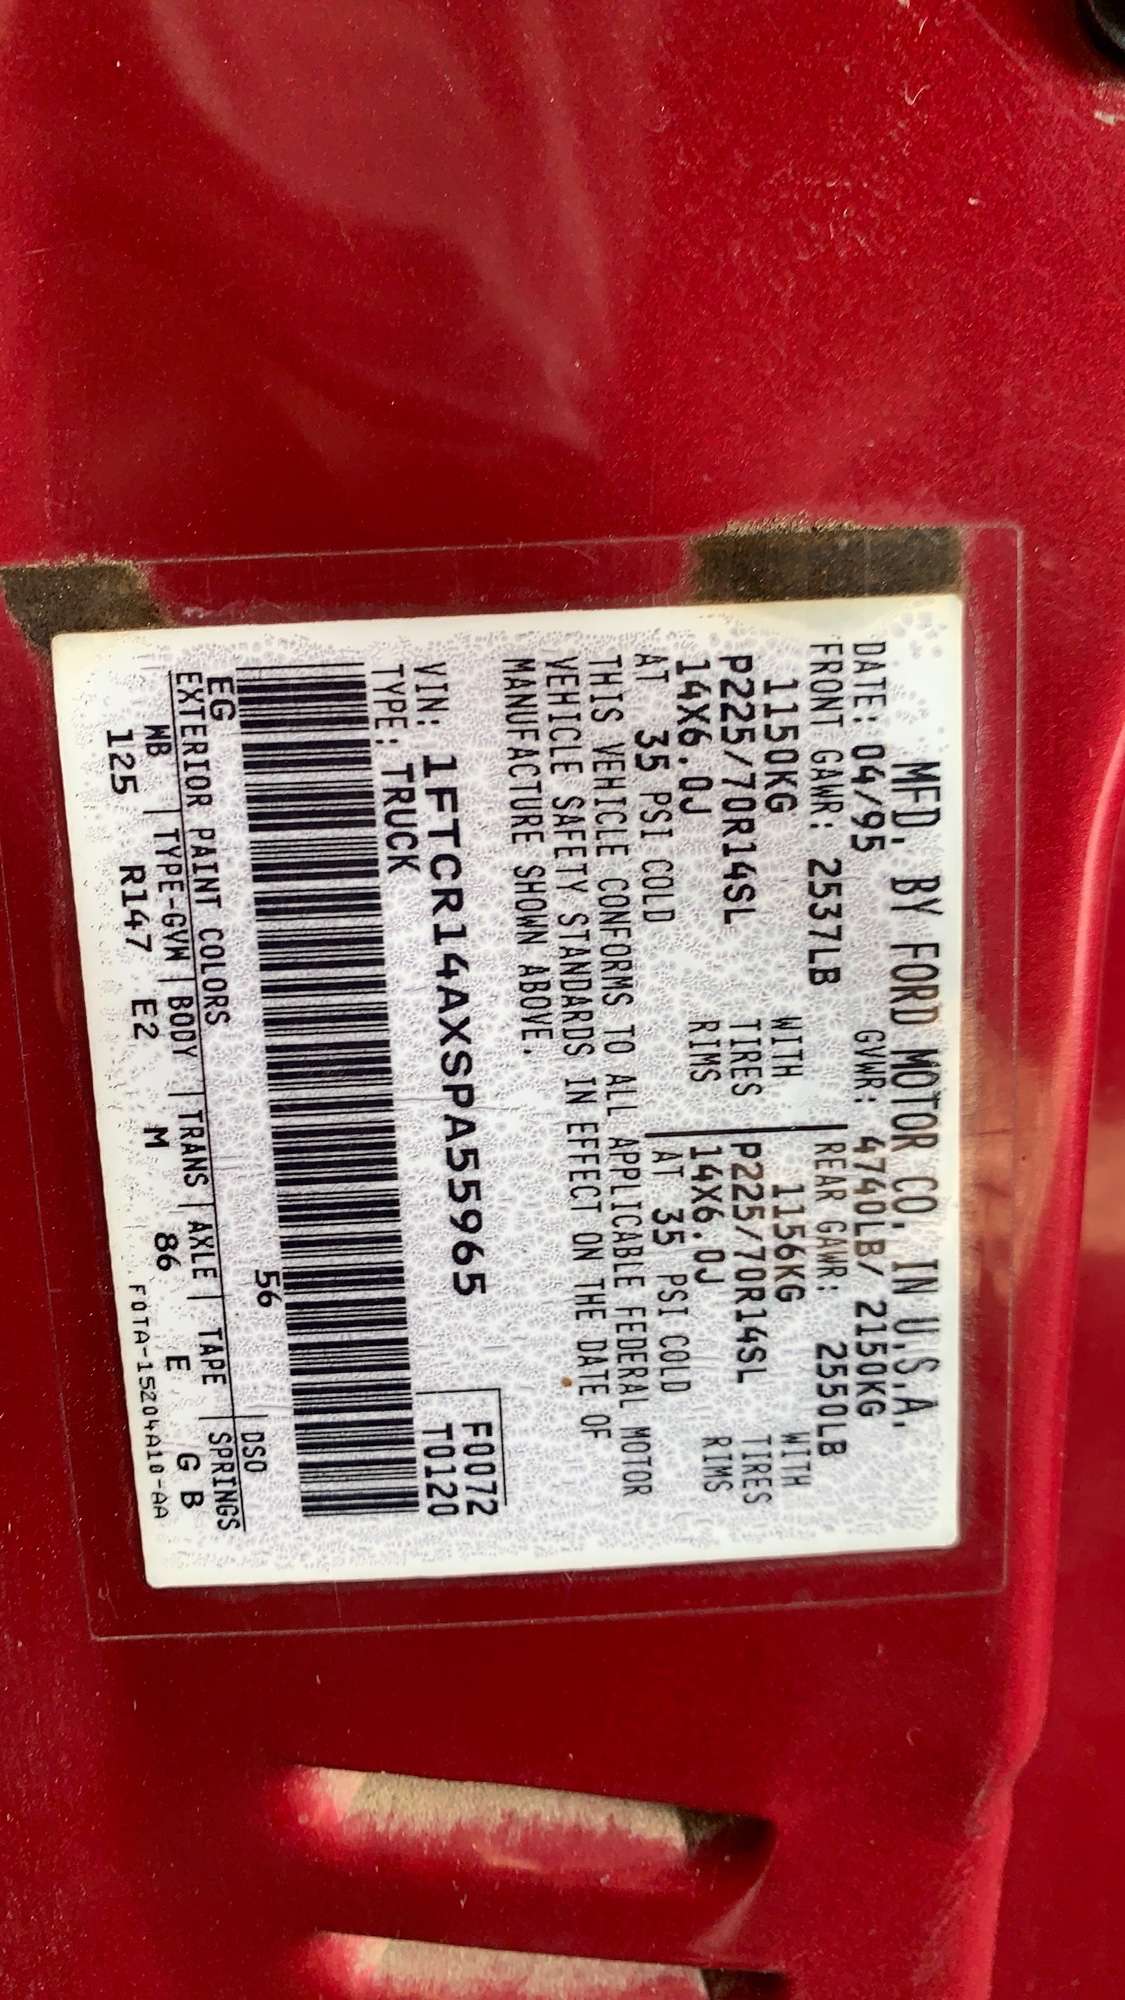 MFD. BY FORD MOTOR CO. IN U.S.A.
DATE: 04/95 GVWR: 4740LB/ 2150KG
FRONT GAWR: 2537LB REAR GAWR: 2550LB
1150KG WITH 1156KG WITH
P225/70R14SL TIRES P225/70R14SL TIRES
14X6.0J RIMS 14X6.0J RIMS
AT 35 PSI COLD AT 35 PSI COLD
THIS VEHICLE CONFORMS TO ALL APPLICABLE FEDERAL MOTOR
VEHICLE SAFETY STANDARDS IN EFFECT ON THE DATE OF
MANUFACTURE SHOWN ABOVE.
F0072
VIN: 1FTCR14AXSPA55965 T0120
TYPE: TRUCK
56
EG DSO
EXTERIOR PAINT COLORS
WB TYPE-GVW BODY TRANS AXLE TAPE SPRINGS
125 R147 E2 M 86 E G B
F0TA-15204A10-AA